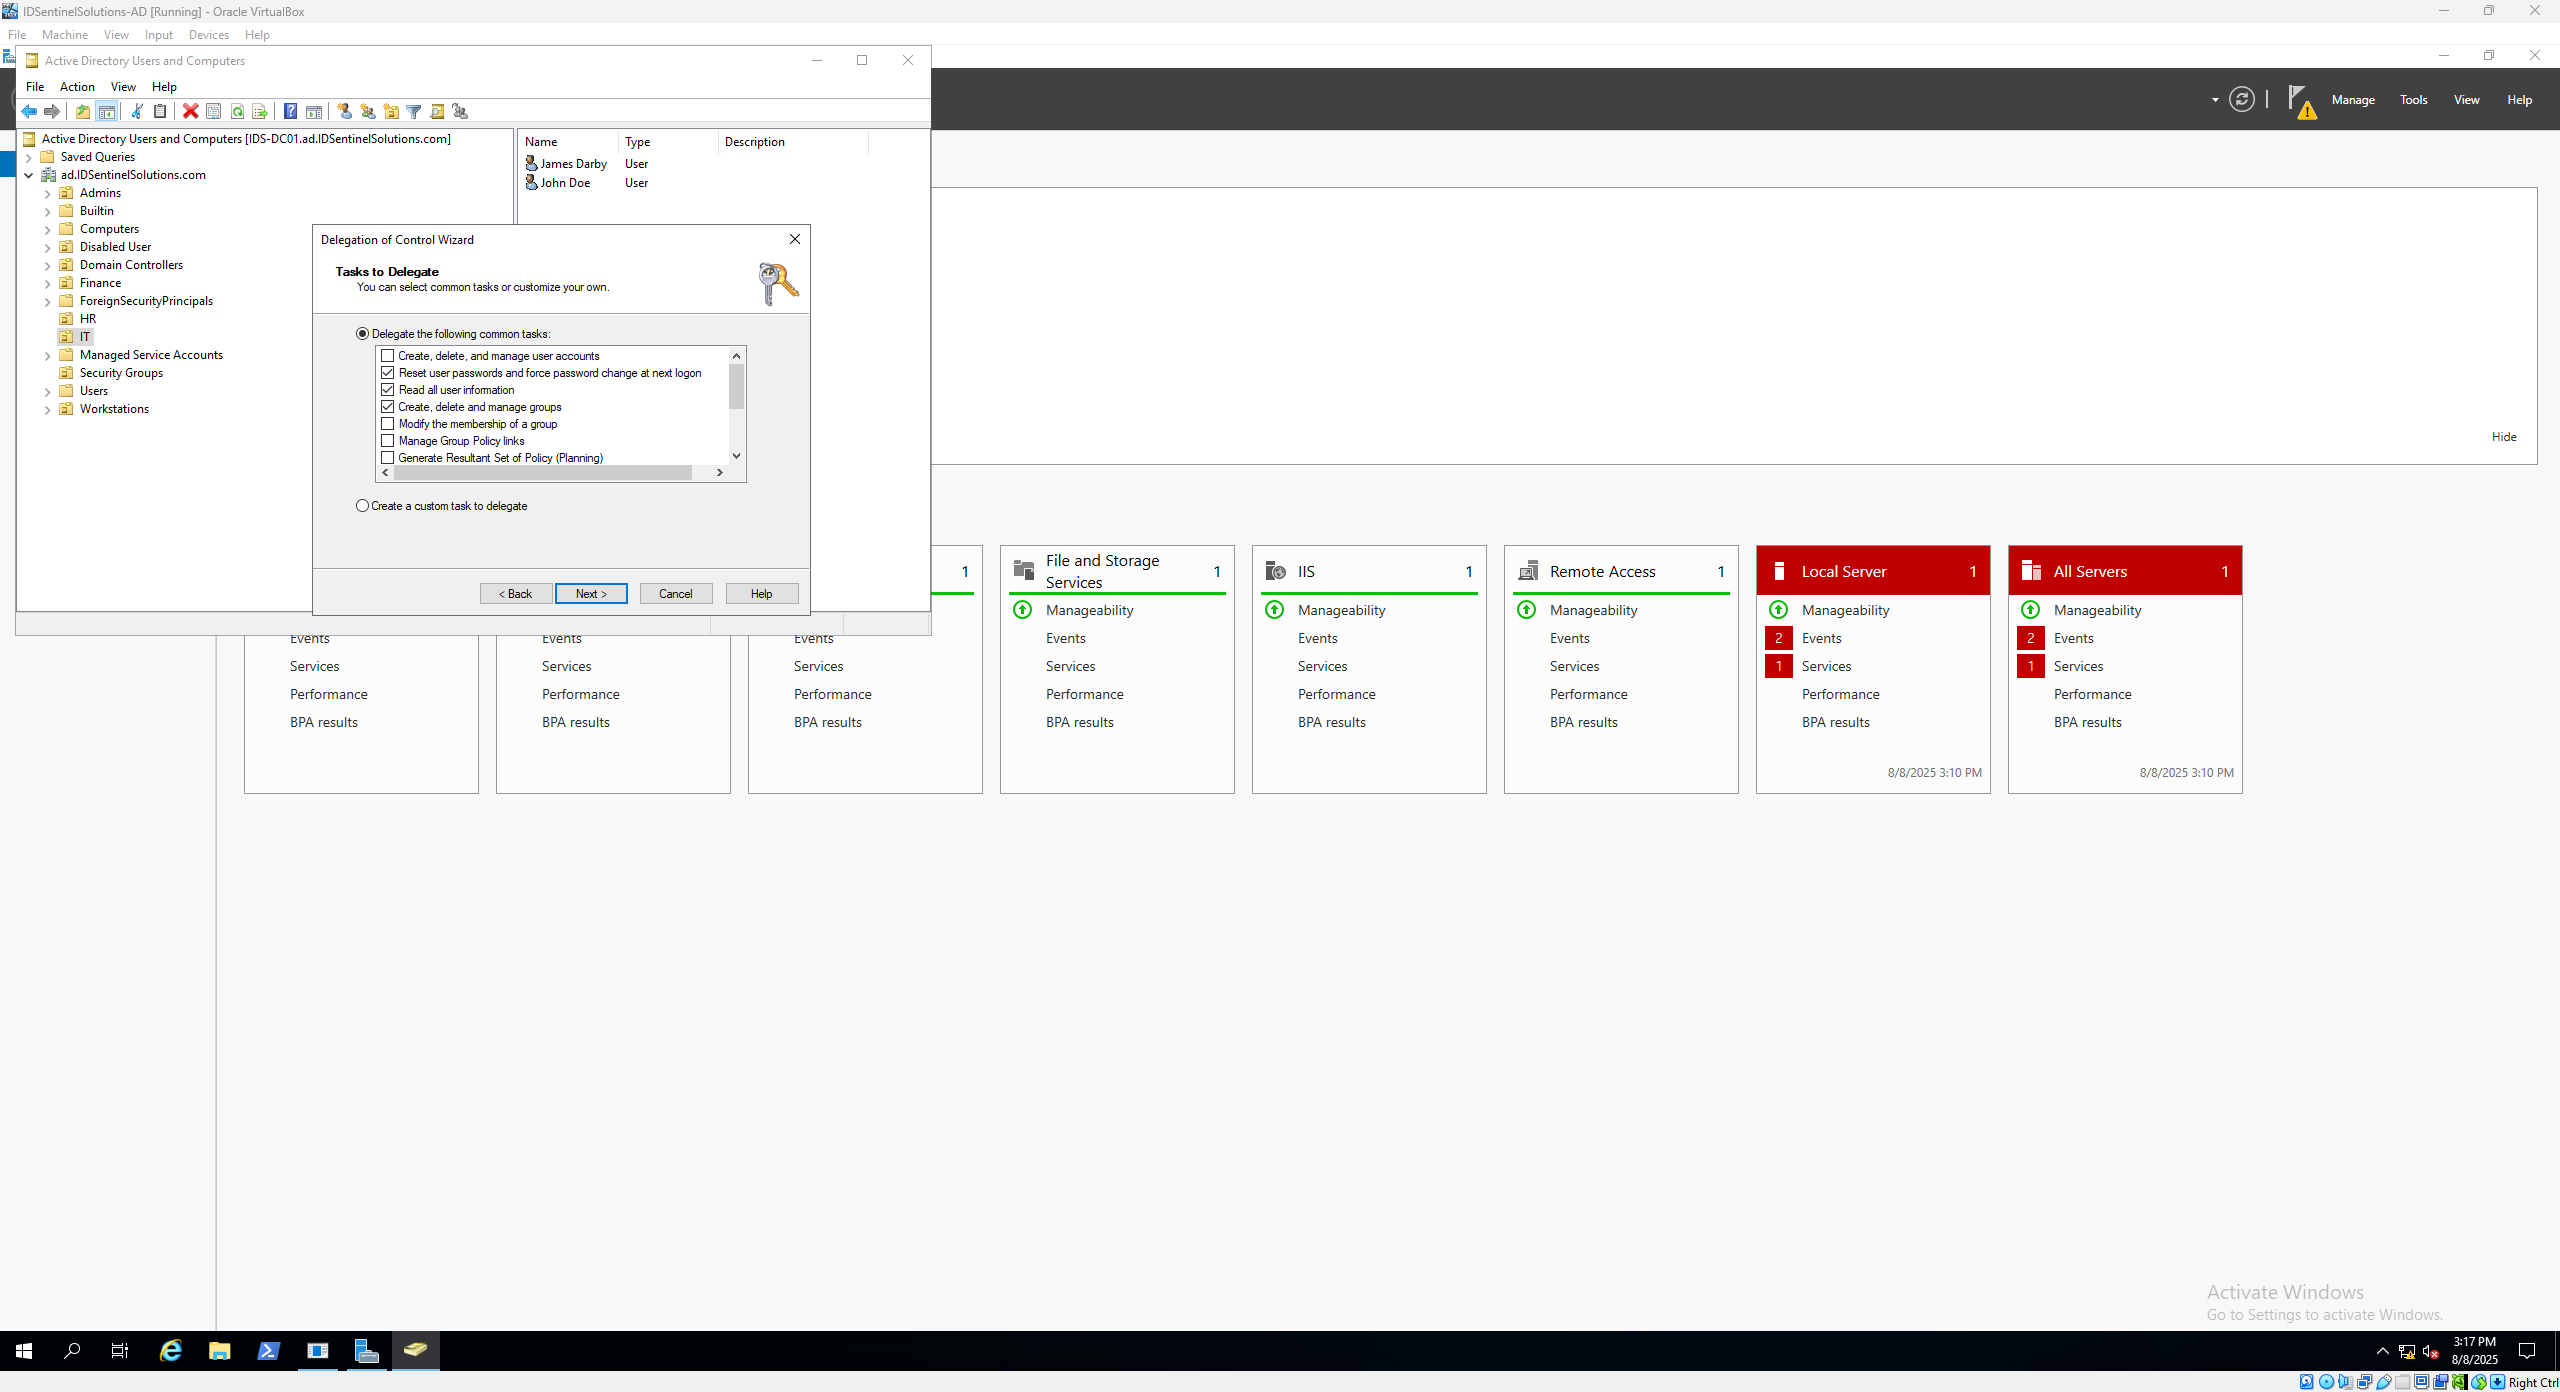 IDSentinelSolutions-AD [Running] - Oracle VirtualBox
File Machine View Input Devices Help
Active Directory Users and Computers
File Action View Help
Manage Tools View Help
Active Directory Users and Computers [IDS-DC01.ad.IDSentinelSolutions.com]
Saved Queries
ad.IDSentinelSolutions.com
Admins
Builtin
Computers
Disabled User
Domain Controllers
Finance
ForeignSecurityPrincipals
HR
IT
Managed Service Accounts
Security Groups
Users
Workstations
Name Type Description
James Darby User
John Doe User
Delegation of Control Wizard
Tasks to Delegate
You can select common tasks or customize your own.
Delegate the following common tasks:
Create, delete, and manage user accounts
Reset user passwords and force password change at next logon
Read all user information
Create, delete and manage groups
Modify the membership of a group
Manage Group Policy links
Generate Resultant Set of Policy (Planning)
Create a custom task to delegate
< Back Next > Cancel Help
Hide
Events
Services
Performance
BPA results
Events
Services
Performance
BPA results
1
Events
Services
Performance
BPA results
File and Storage Services 1
Manageability
Events
Services
Performance
BPA results
IIS 1
Manageability
Events
Services
Performance
BPA results
Remote Access 1
Manageability
Events
Services
Performance
BPA results
Local Server 1
Manageability
2 Events
1 Services
Performance
BPA results
8/8/2025 3:10 PM
All Servers 1
Manageability
2 Events
1 Services
Performance
BPA results
8/8/2025 3:10 PM
Activate Windows
Go to Settings to activate Windows.
3:17 PM
8/8/2025
Right Ctrl